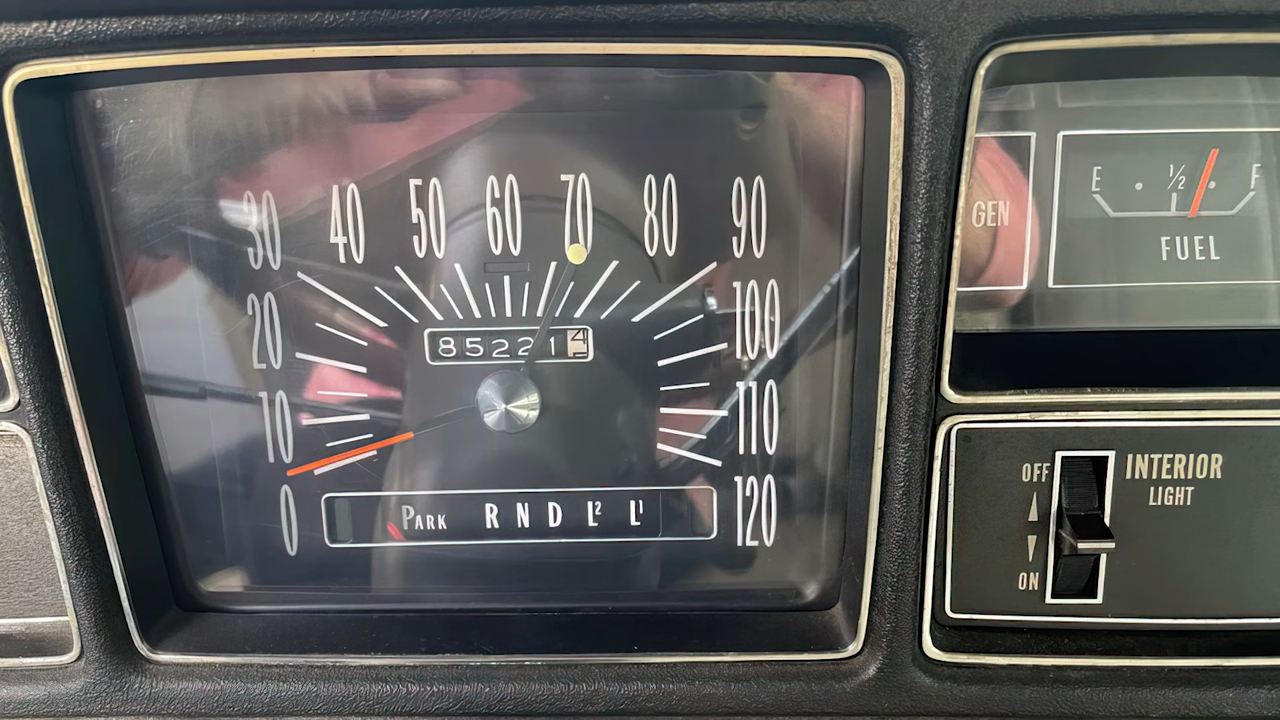 30 40 50 60 70 80 90
20 100
85221 4
10 110
0 120
PARK R N D L2 L1
GEN
E 1/2 F
FUEL
OFF INTERIOR
LIGHT
ON